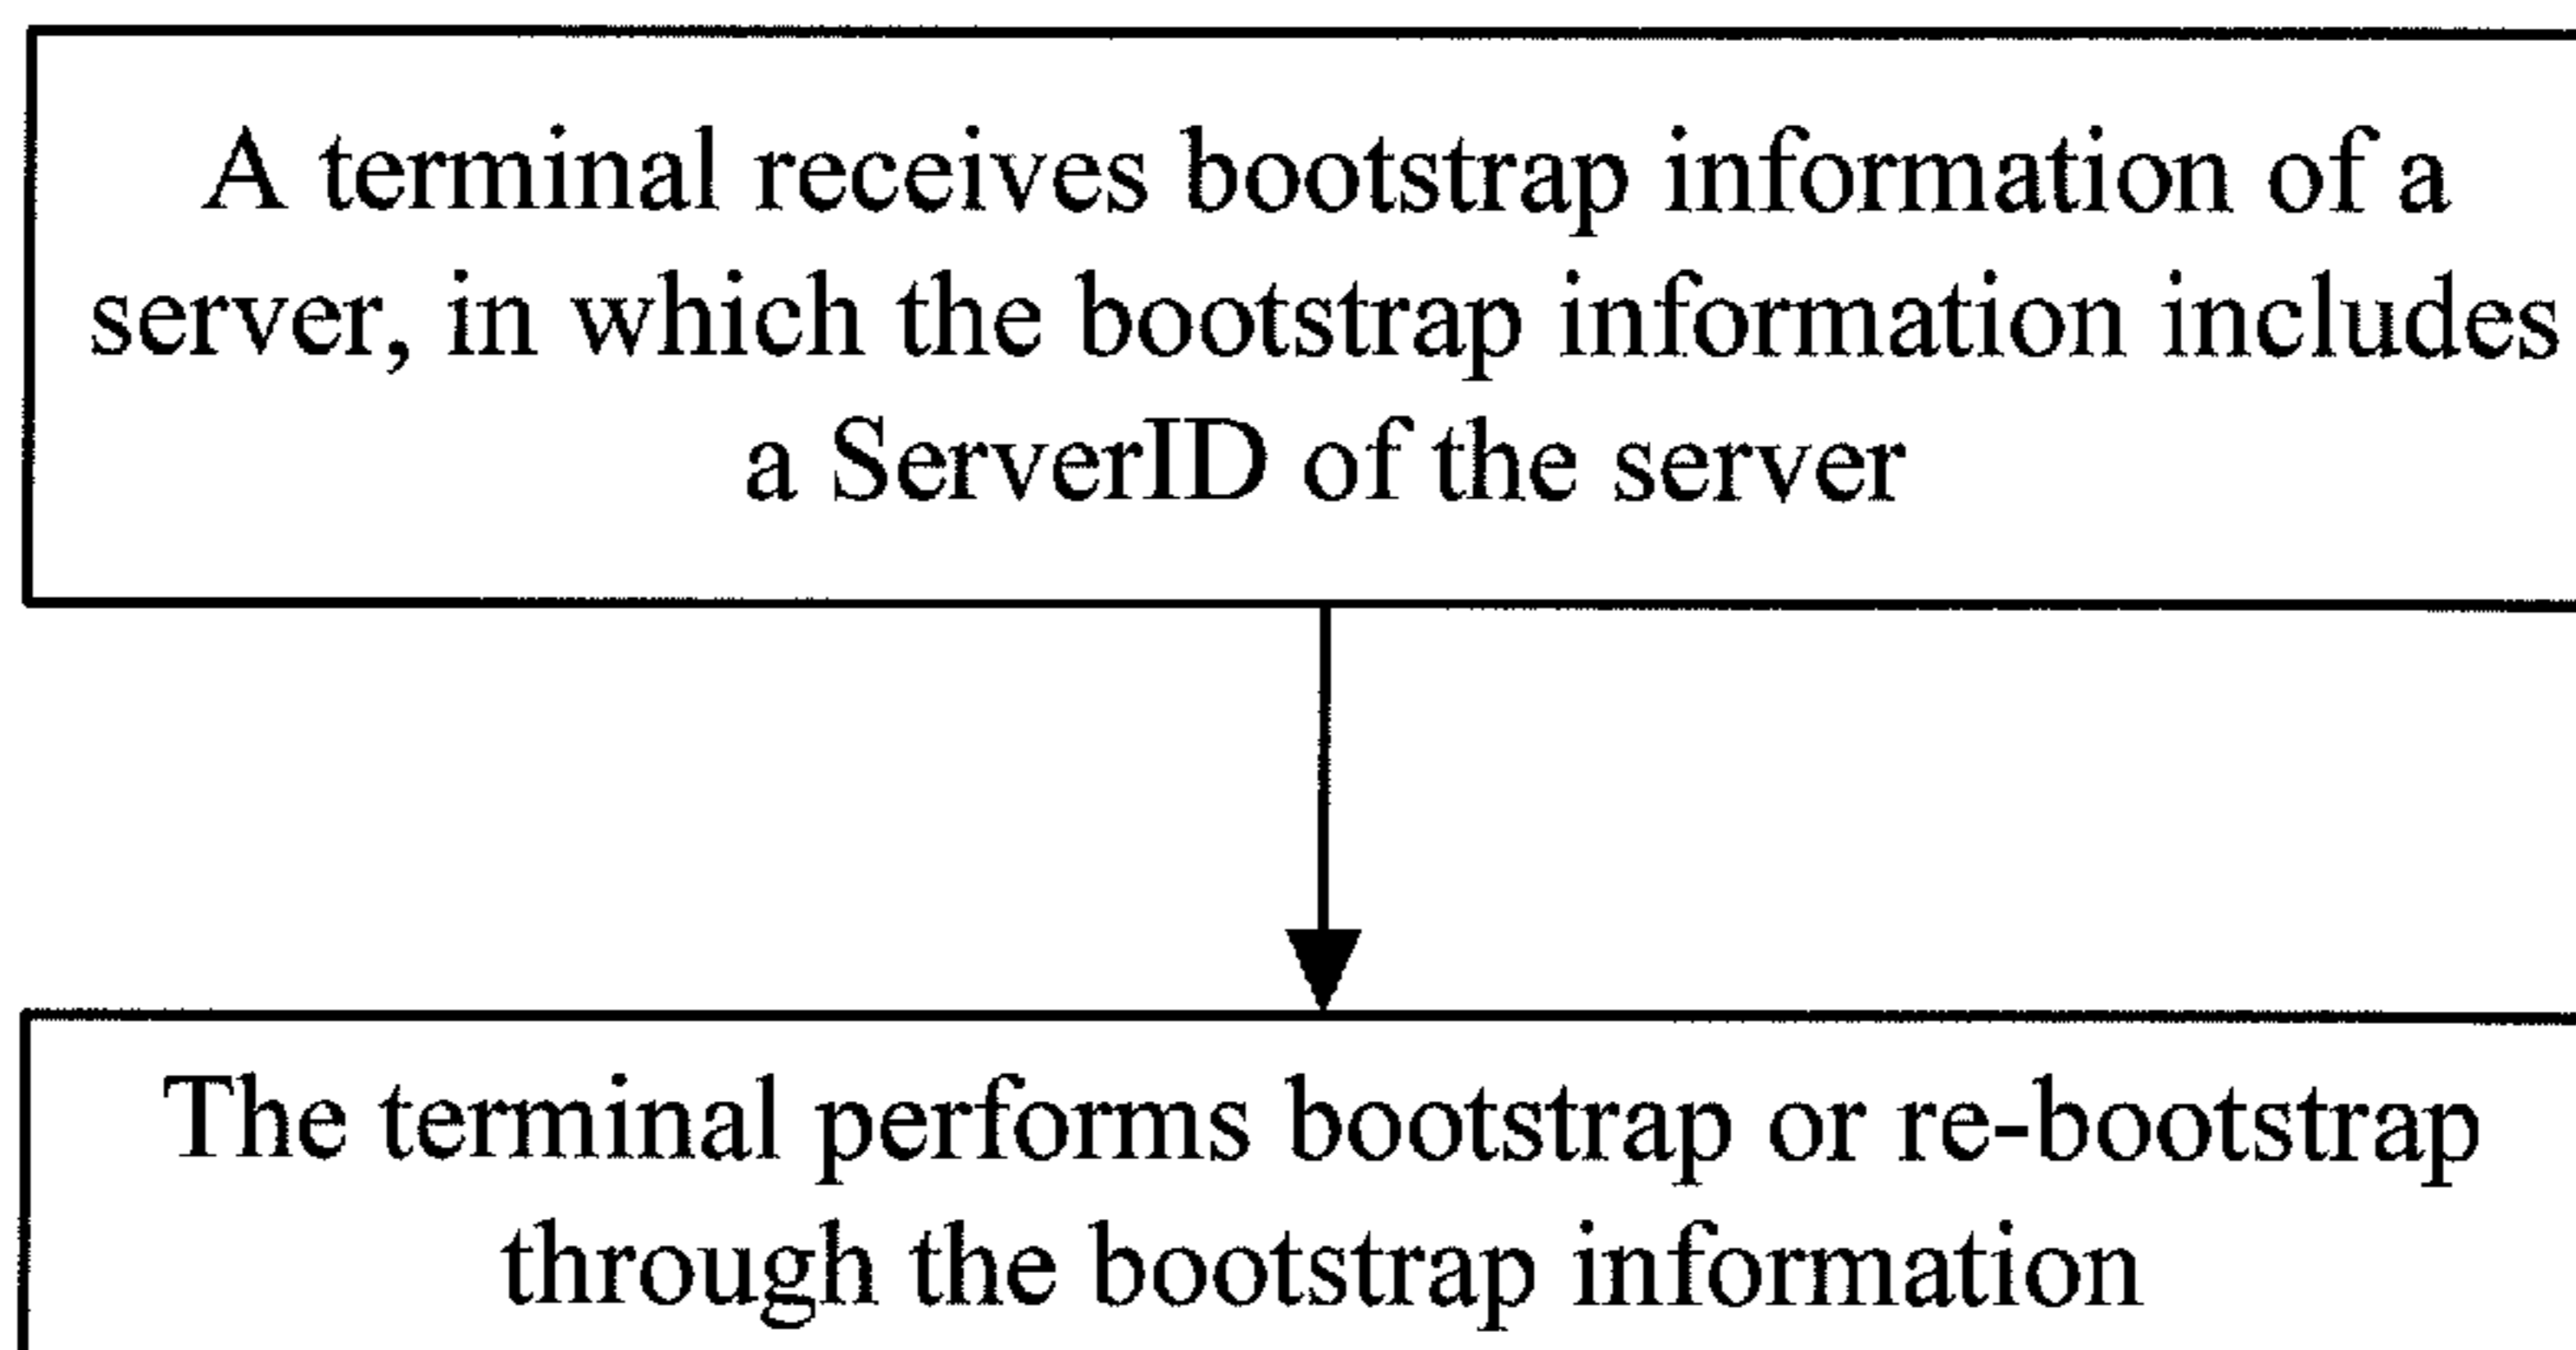 A terminal receives bootstrap information of a
server, in which the bootstrap information includes
a ServerID of the server
The terminal performs bootstrap or re-bootstrap
through the bootstrap information